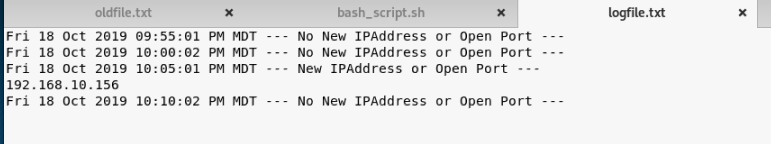 oldfile.txt × bash_script.sh × logfile.txt ×
Fri 18 Oct 2019 09:55:01 PM MDT --- No New IPAddress or Open Port ---
Fri 18 Oct 2019 10:00:02 PM MDT --- No New IPAddress or Open Port ---
Fri 18 Oct 2019 10:05:01 PM MDT --- New IPAddress or Open Port ---
192.168.10.156
Fri 18 Oct 2019 10:10:02 PM MDT --- No New IPAddress or Open Port ---